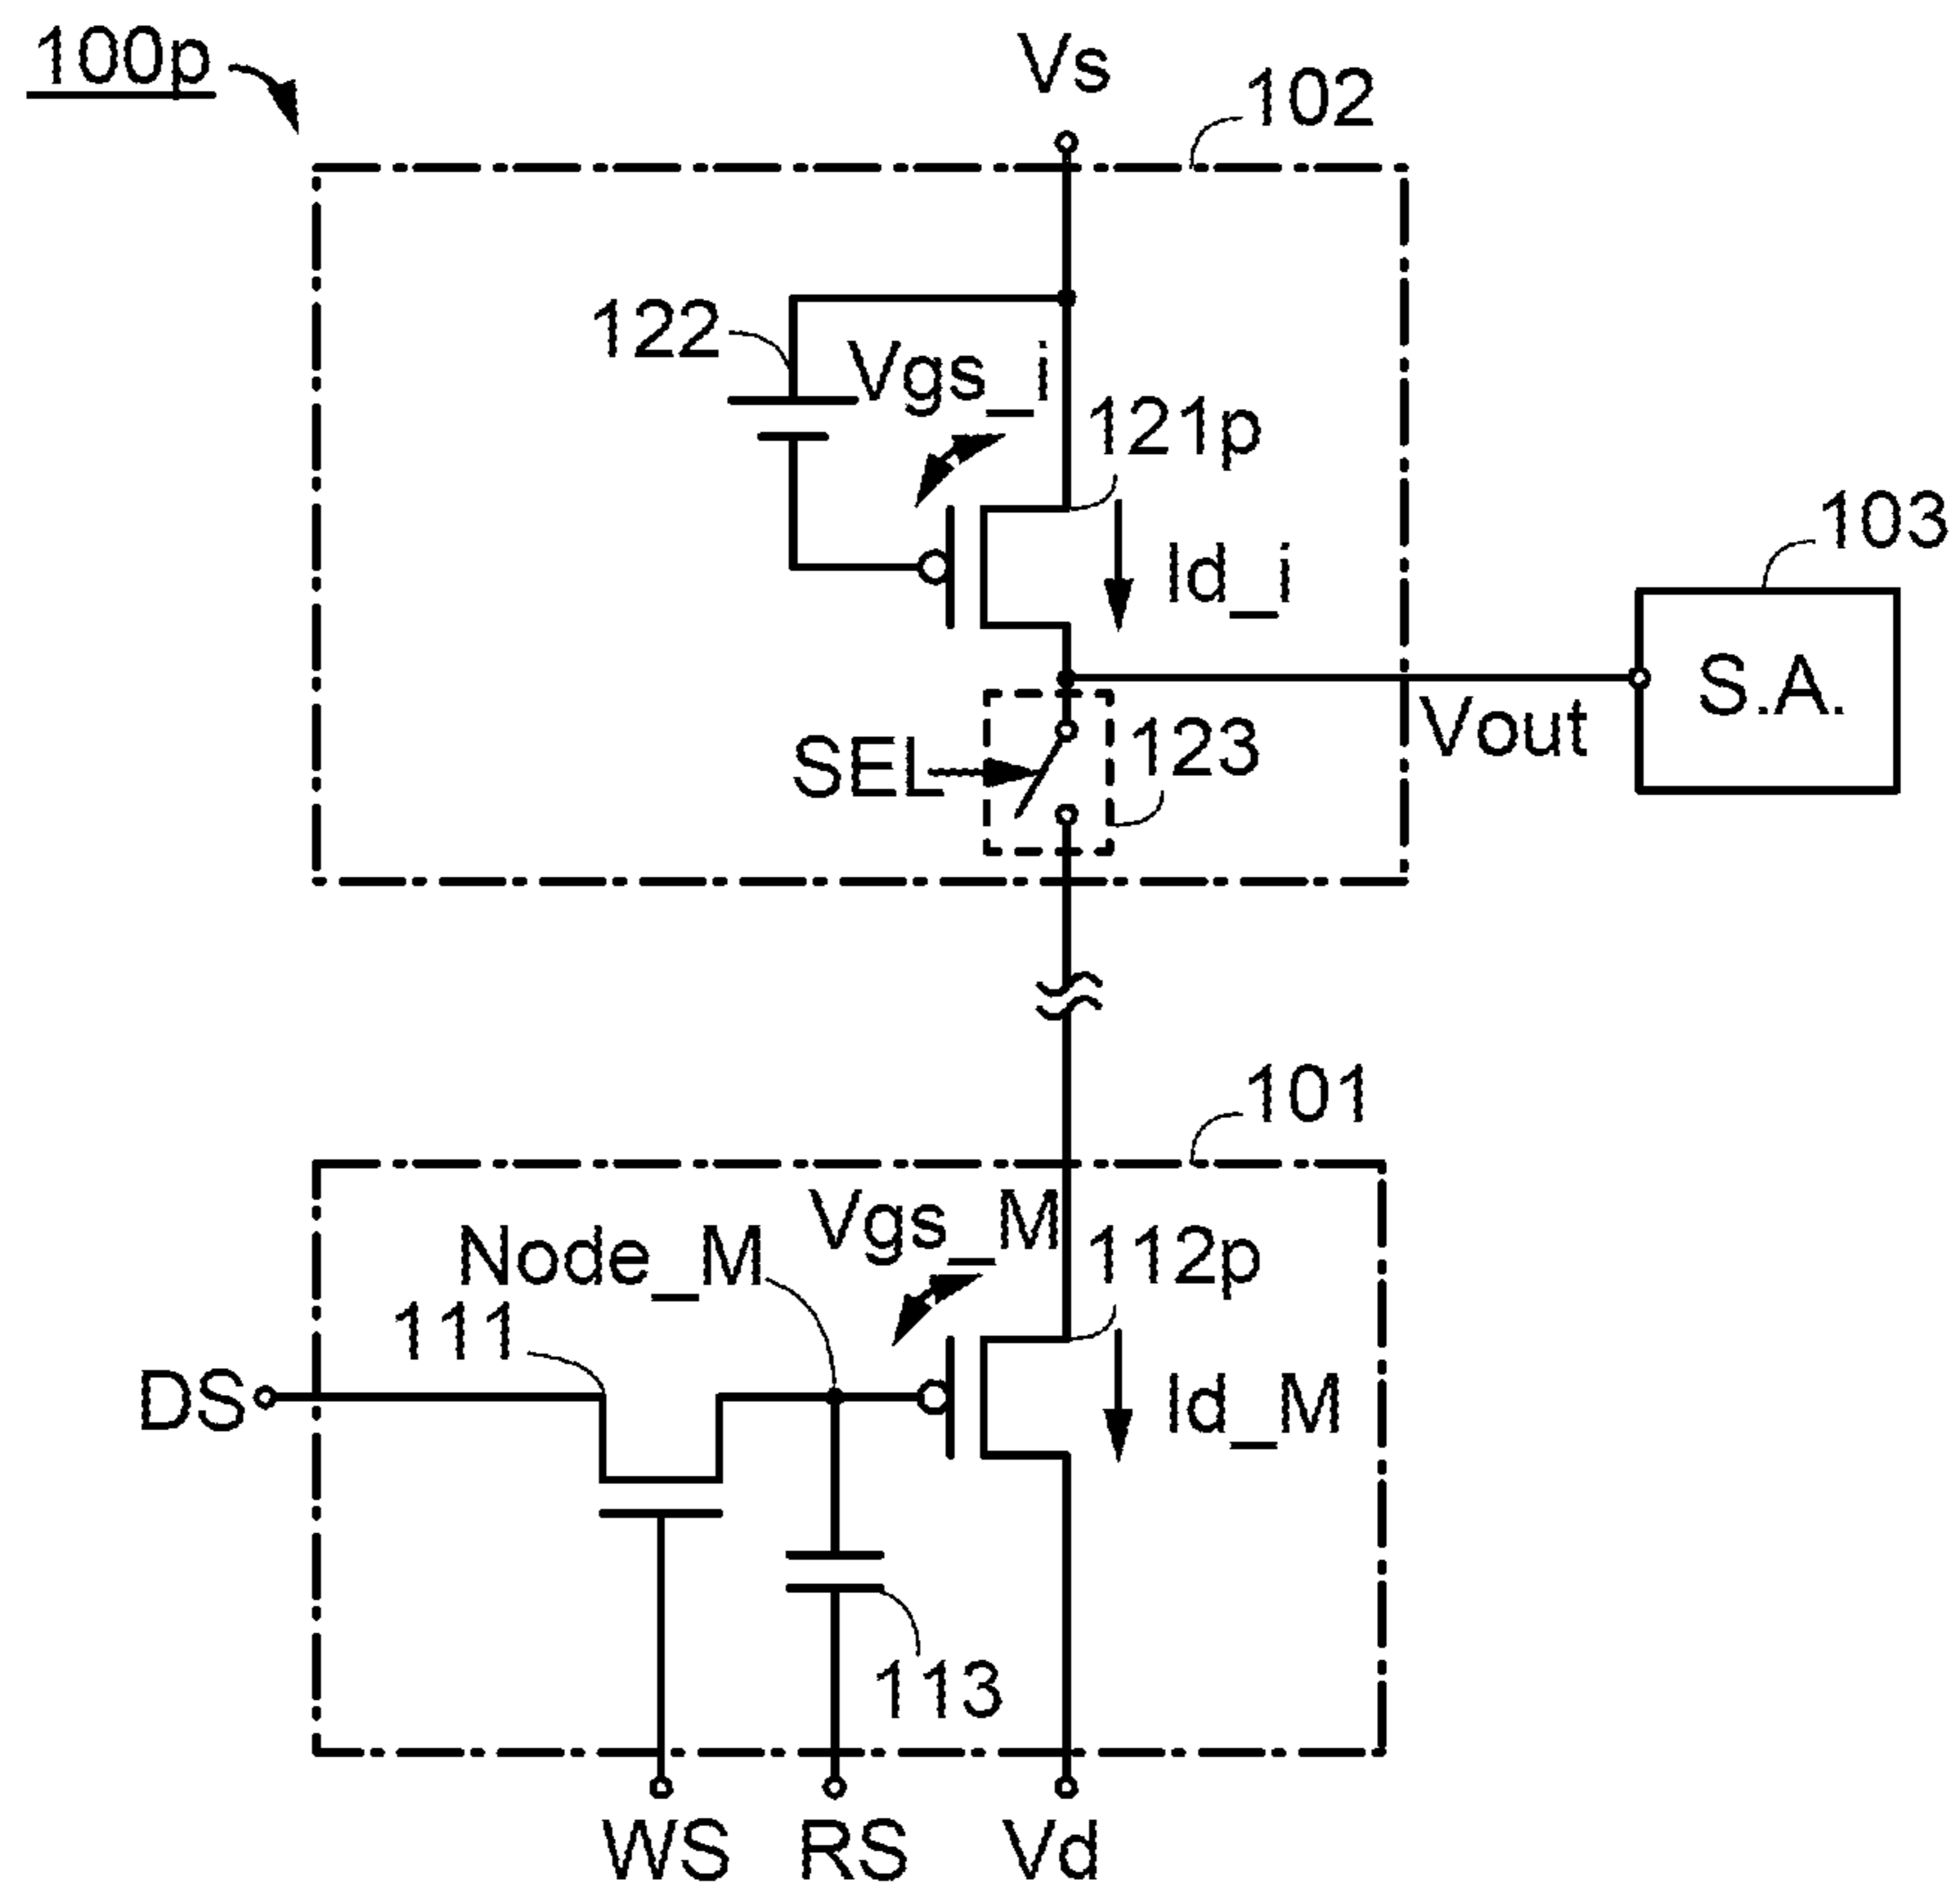 100p
Vs
102
122
Vgs_i
121p
Id_i
103
S.A.
Vout
SEL
123
101
Vgs_M
Node_M
112p
111
DS
Id_M
113
WS
RS
Vd